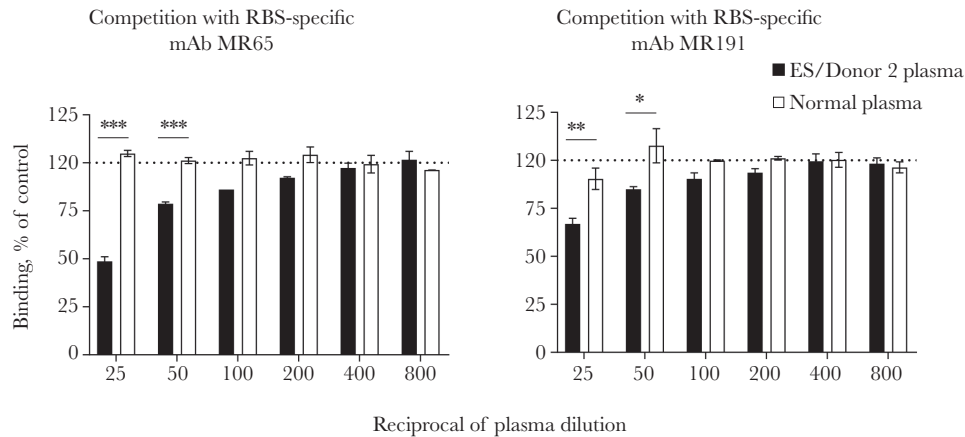 Competition with RBS-specific
mAb MR65
Competition with RBS-specific
mAb MR191
ES/Donor 2 plasma
Normal plasma
Binding, % of control
125
120
75
50
25
0
*** ***
25 50 100 200 400 800
125
120
75
50
25
0
** *
25 50 100 200 400 800
Reciprocal of plasma dilution